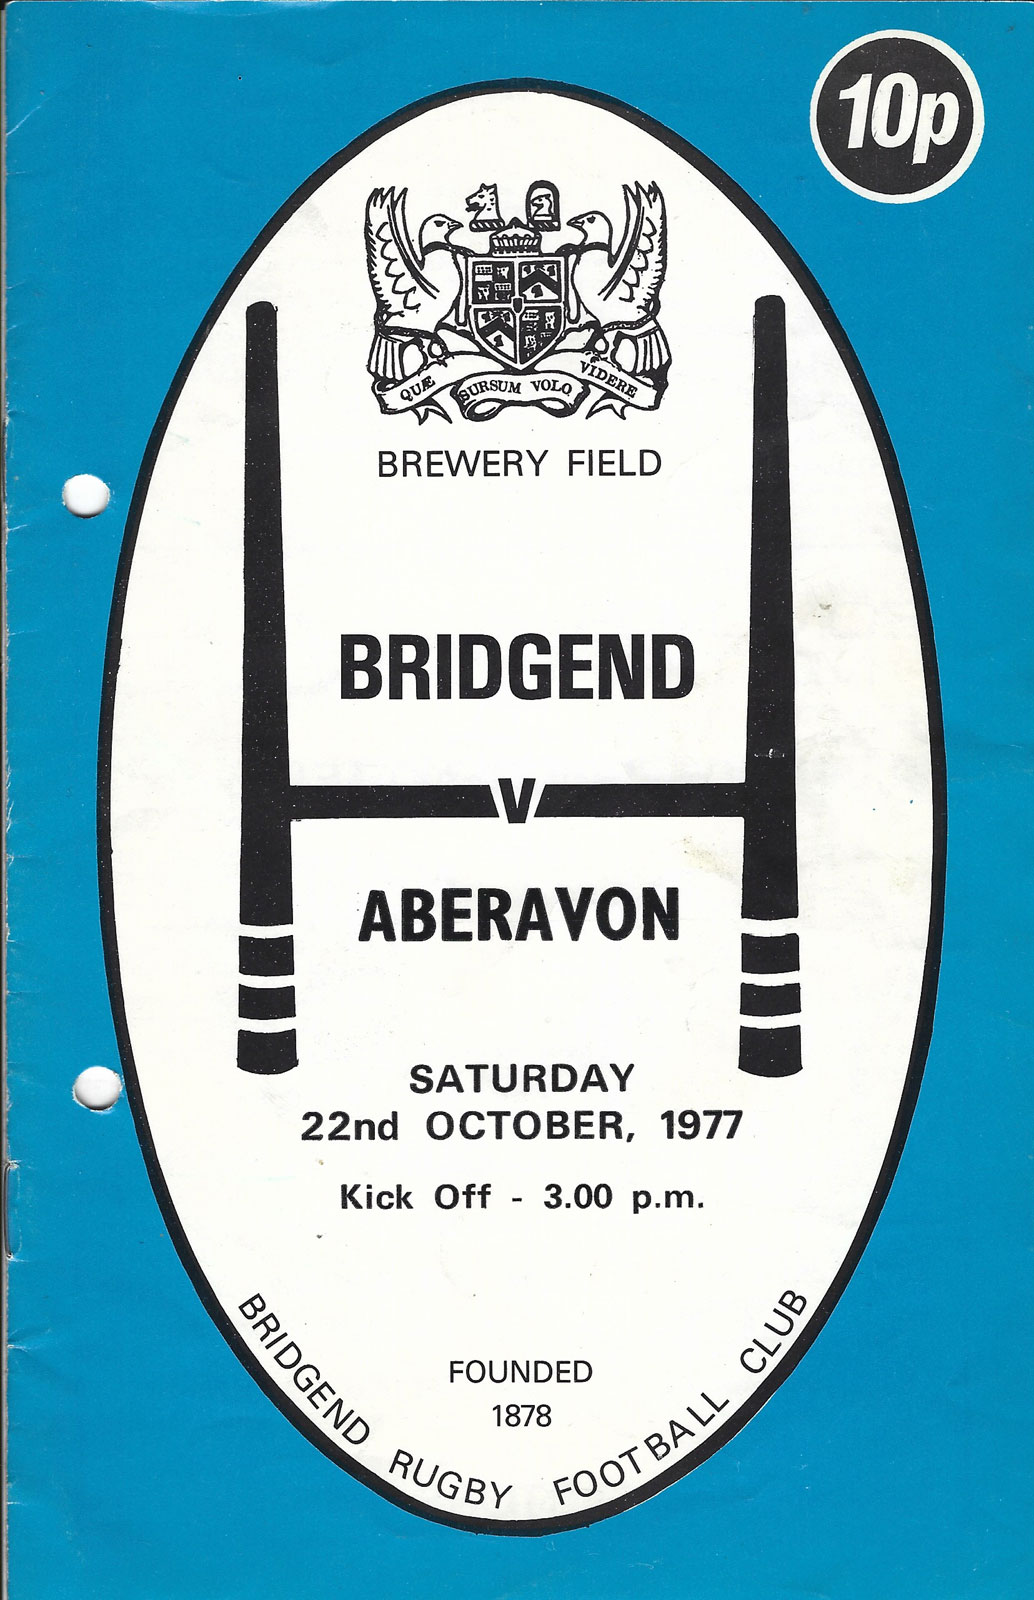 10p
QUÆ SURSUM VOLO VIDERE
BREWERY FIELD
BRIDGEND
V
ABERAVON
SATURDAY
22nd OCTOBER, 1977
Kick Off - 3.00 p.m.
FOUNDED
1878
BRIDGEND RUGBY FOOTBALL CLUB